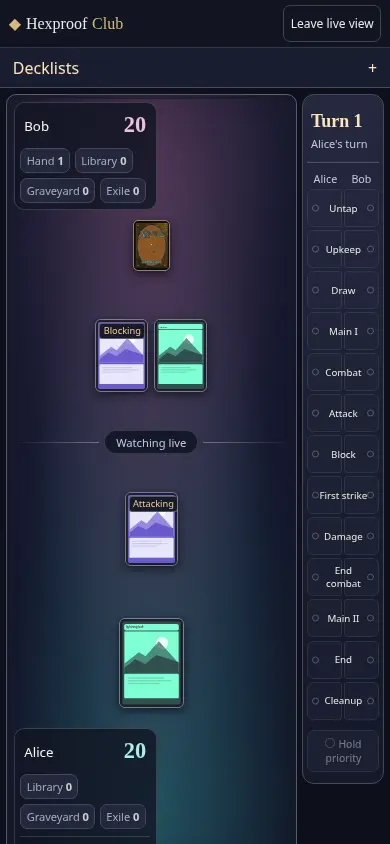 Hexproof Club
Leave live view
Decklists
+
Bob
20
Hand 1
Library 0
Graveyard 0
Exile 0
Blocking
Watching live
Attacking
Alice
20
Library 0
Graveyard 0
Exile 0
Turn 1
Alice's turn
Alice Bob
Untap
Upkeep
Draw
Main I
Combat
Attack
Block
First strike
Damage
End
combat
Main II
End
Cleanup
Hold
priority